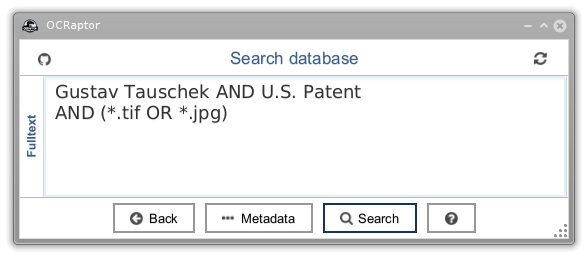 OCRaptor
Search database
Fulltext
Gustav Tauschek AND U.S. Patent
AND (*.tif OR *.jpg)
Back
Metadata
Search